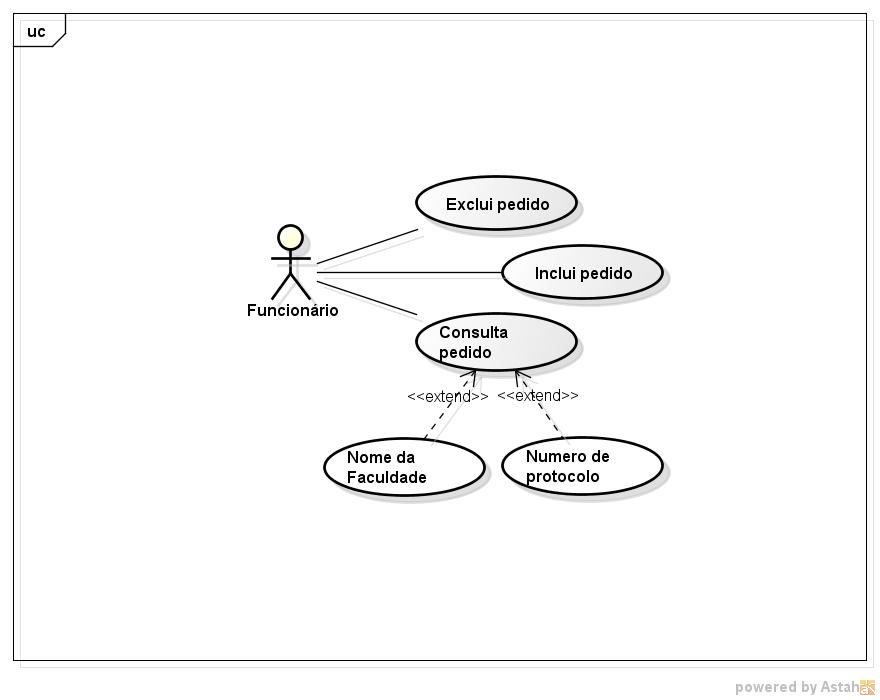 uc
Exclui pedido
Inclui pedido
Funcionário
Consulta
pedido
<<extend>>
<<extend>>
Nome da
Faculdade
Numero de
protocolo
powered by Astah